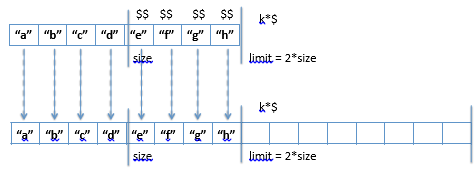 $$ $$ $$ $$ k*$
“a” “b” “c” “d” “e” “f” “g” “h”
size limit = 2*size
k*$
“a” “b” “c” “d” “e” “f” “g” “h”
size limit = 2*size